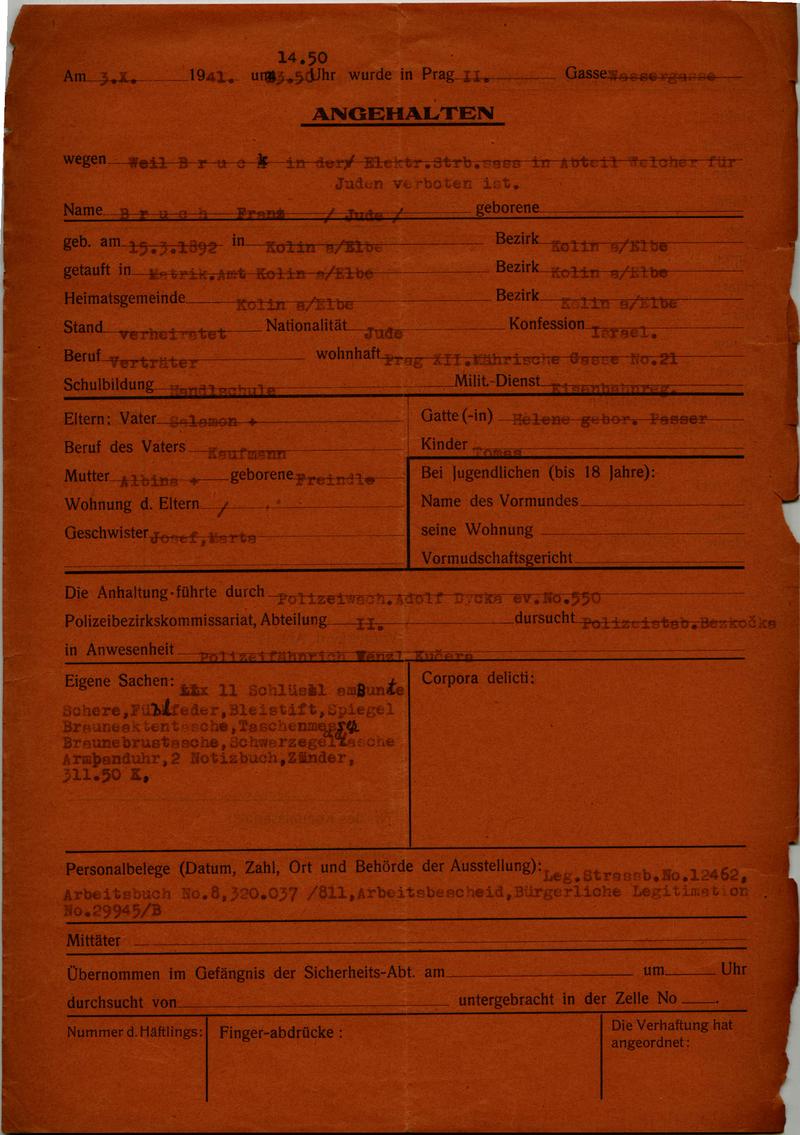 14.50
Am 3.X. 1941. um 3.50 Uhr wurde in Prag II. Gasse Wassergasse
ANGEHALTEN
wegen Weil B r u c k in der Elektr.Strb.sass in Abteil Welcher für
Juden verboten ist.
Name B r u c h Franz / Jude / geborene
geb. am 15.3.1892 in Kolin a/Elbe Bezirk Kolin a/Elbe
getauft in Matrik.Amt Kolin a/Elbe Bezirk Kolin a/Elbe
Heimatsgemeinde Kolin a/Elbe Bezirk Kolin a/Elbe
Stand verheiratet Nationalität Jude Konfession Israel.
Beruf Verträter wohnhaft Prag XII.Mährische Gasse No.21
Schulbildung Handlschule Milit.-Dienst Eisenbahnreg.
Eltern: Vater Salamon + Gatte (-in) Helene gebor. Passer
Beruf des Vaters Kaufmann Kinder Tomas
Mutter Albina + geborene Freindle Bei Jugendlichen (bis 18 Jahre):
Wohnung d. Eltern / Name des Vormundes
Geschwister Josef,Marta seine Wohnung
Vormudschaftsgericht
Die Anhaltung führte durch Polizeiwach.Adolf Dycka ev.No.550
Polizeibezirkskommissariat, Abteilung II. dursucht Polizeistab.Bezkočka
in Anwesenheit Polizeifähnrich Wenzl Kučera
Eigene Sachen: 11 Schlüssl am Bunde Corpora delicti:
Schere,Fühlfeder,Bleistift,Spiegel
Brauneaktentasche,Taschenmesser
Braunebrustasche,Schwarzegeldtasche
Armbanduhr,2 Notizbuch,Zünder,
311.50 K,
Personalbelege (Datum, Zahl, Ort und Behörde der Ausstellung): Leg.Strassb.No.12462,
Arbeitsbuch No.8,320.037 /811,Arbeitsbescheid,Bürgerliche Legitimation
No.29945/B
Mittäter
Übernommen im Gefängnis der Sicherheits-Abt. am um Uhr
durchsucht von untergebracht in der Zelle No .
Nummer d. Häftlings: Finger-abdrücke : Die Verhaftung hat
angeordnet: